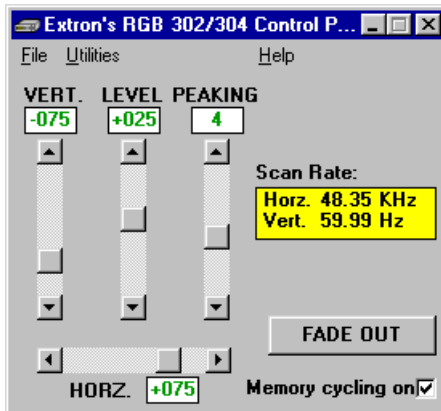 Extron's RGB 302/304 Control P...
File Utilities Help
VERT. LEVEL PEAKING
-075 +025 4
Scan Rate:
Horz. 48.35 KHz
Vert. 59.99 Hz
FADE OUT
HORZ. +075 Memory cycling on